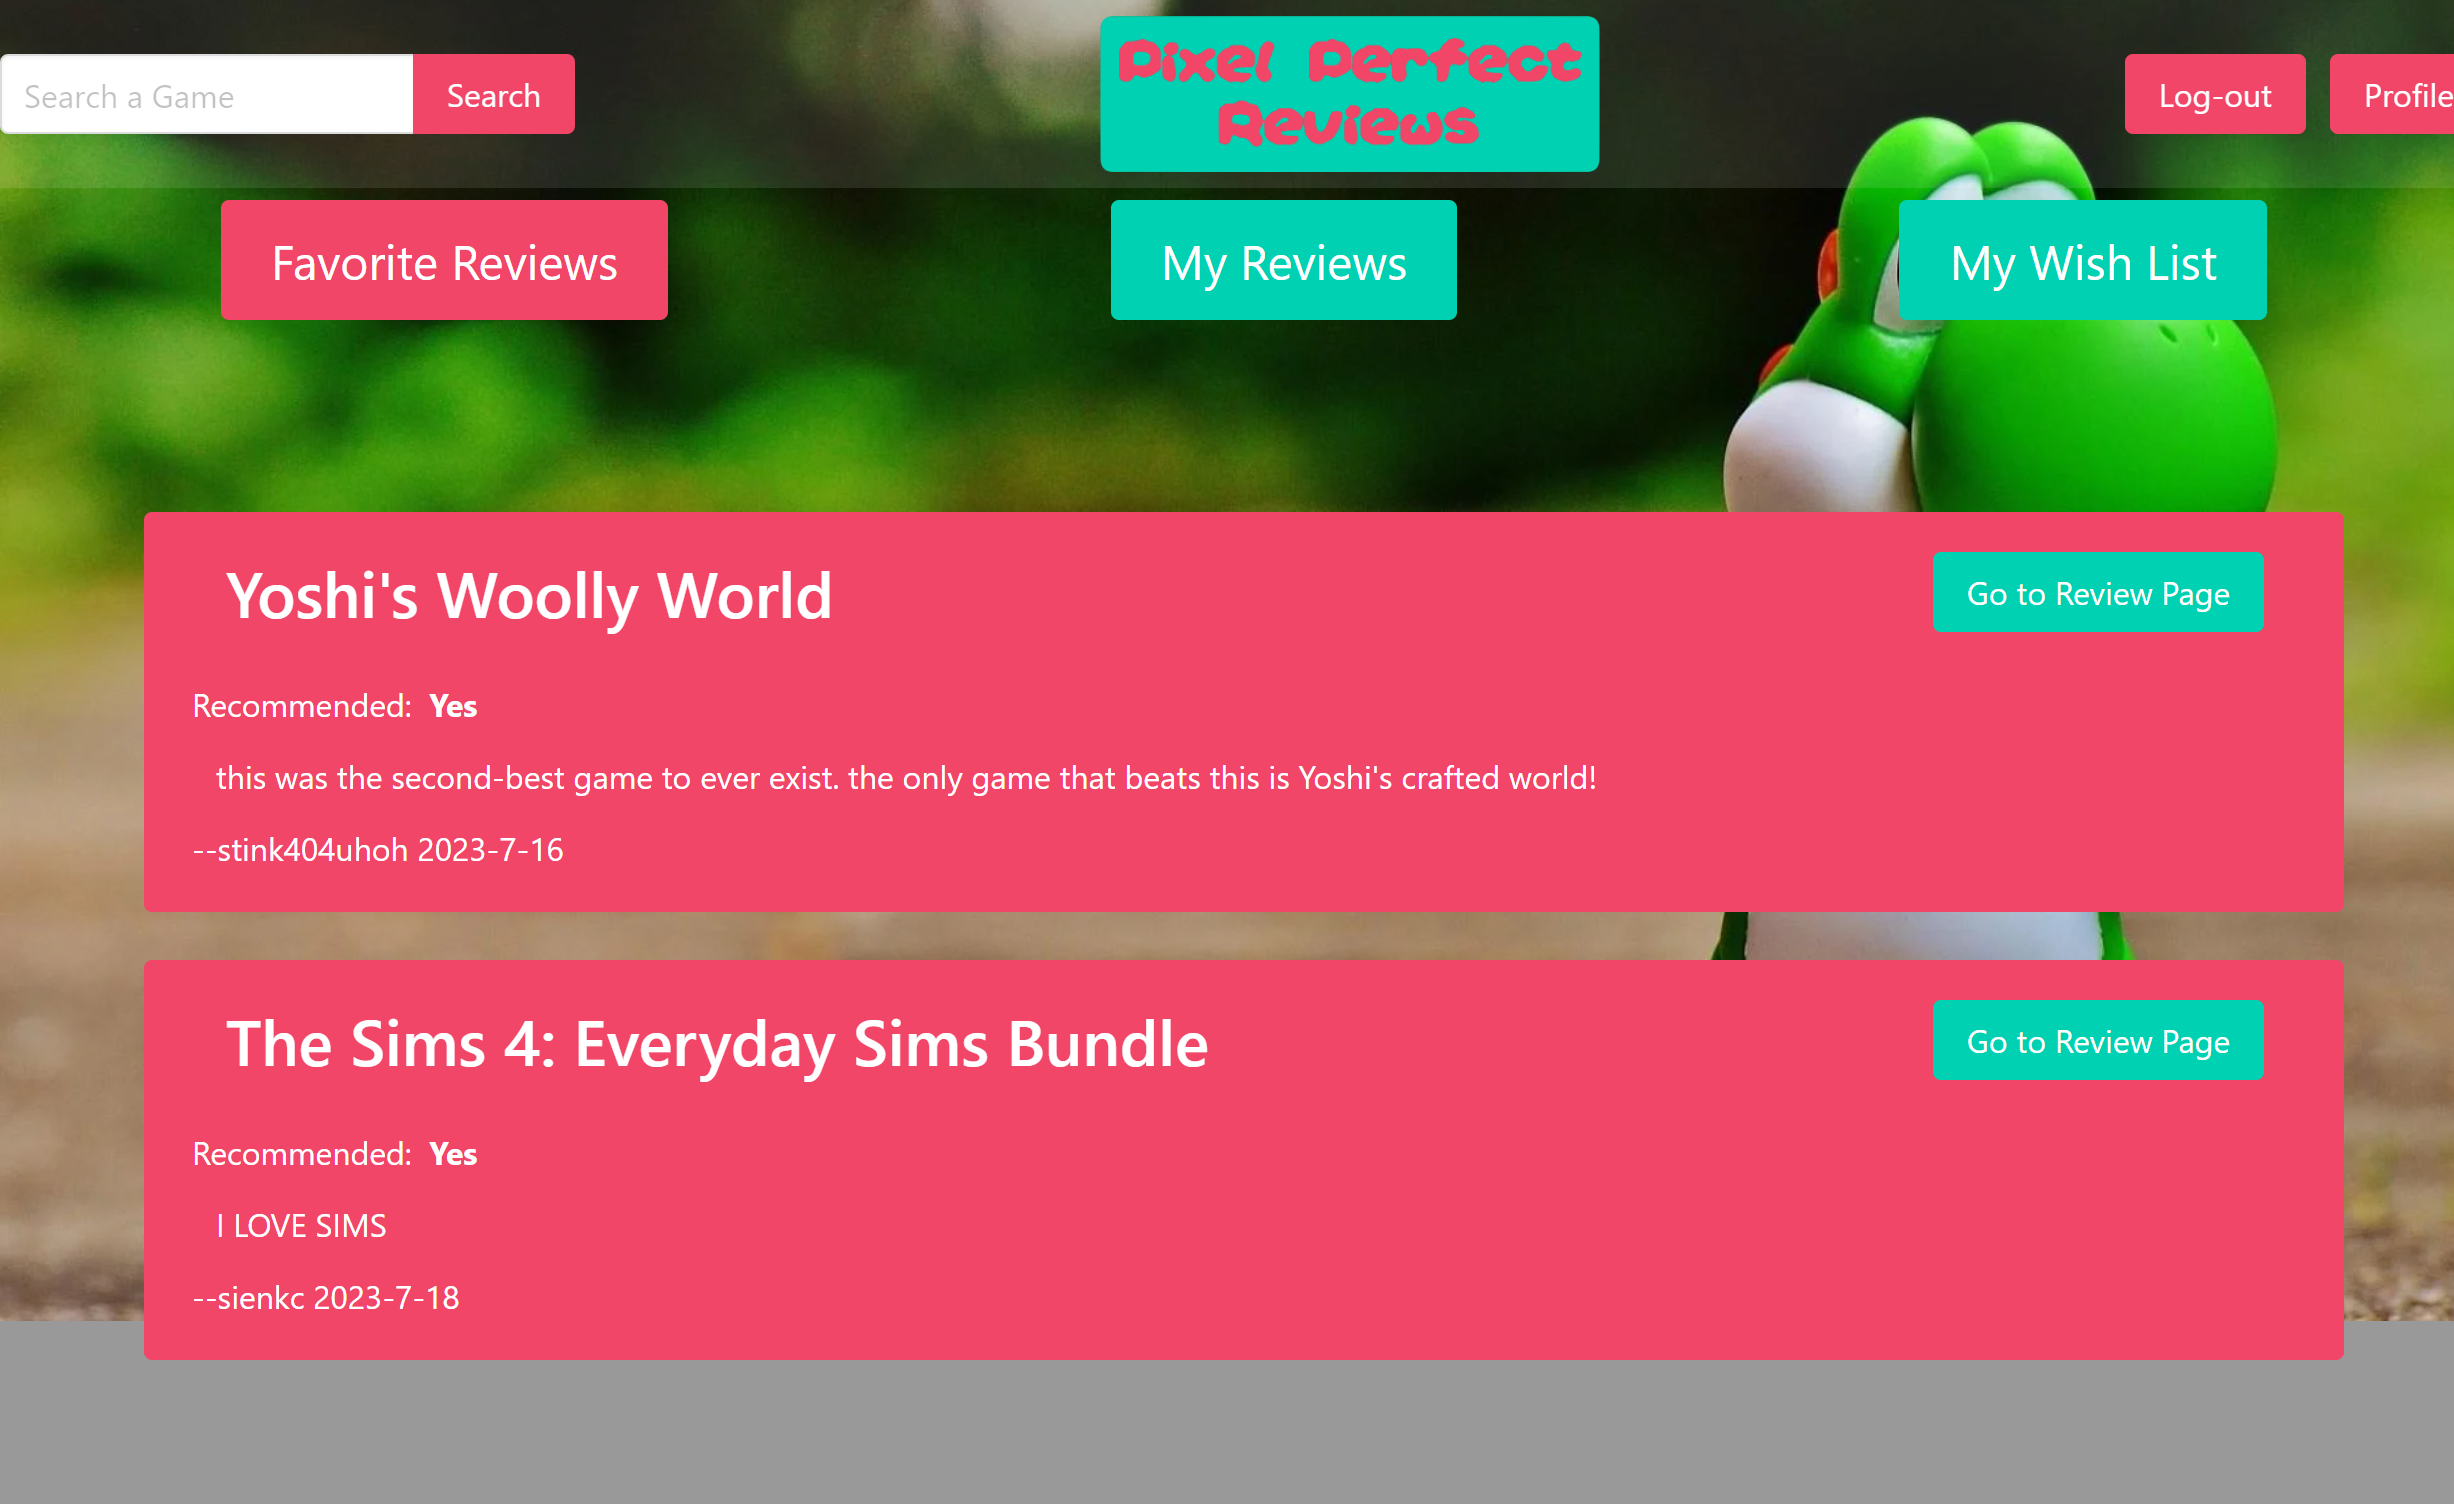 Search a Game
Search
Pixel Perfect
Reviews
Log-out
Profile
Favorite Reviews
My Reviews
My Wish List
Yoshi's Woolly World
Go to Review Page
Recommended: Yes
this was the second-best game to ever exist. the only game that beats this is Yoshi's crafted world!
--stink404uhoh 2023-7-16
The Sims 4: Everyday Sims Bundle
Go to Review Page
Recommended: Yes
I LOVE SIMS
--sienkc 2023-7-18